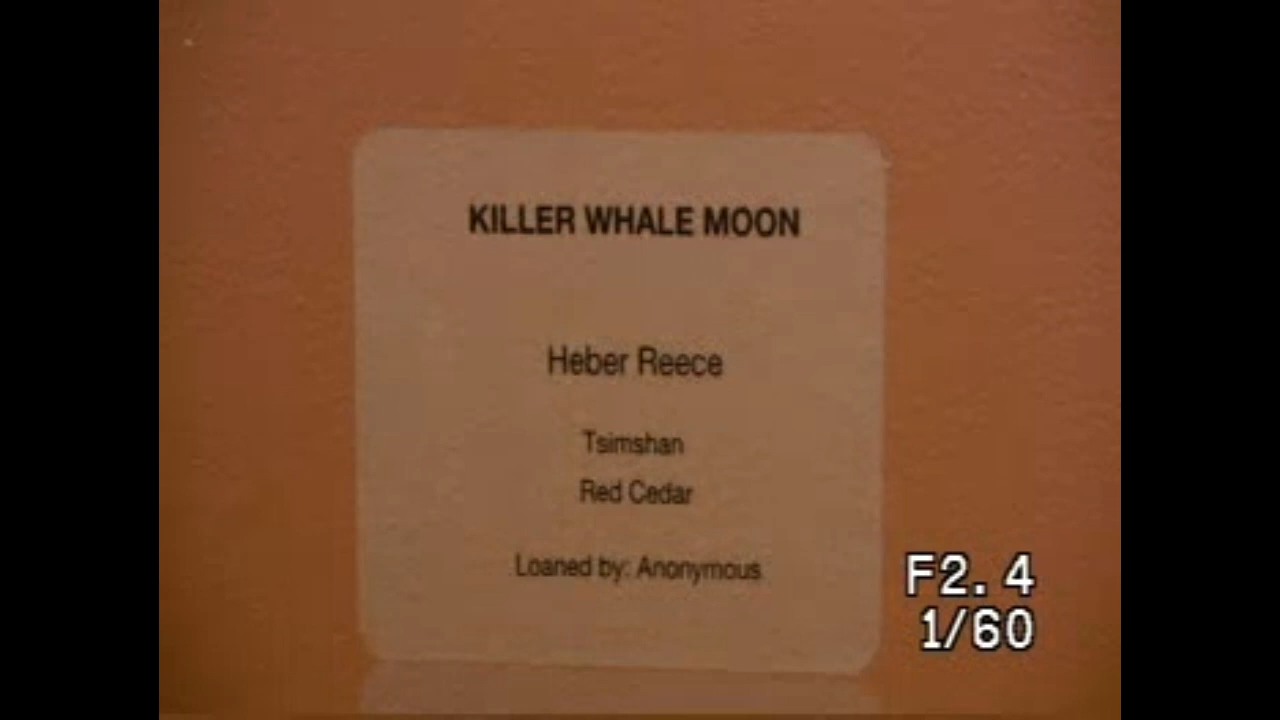 KILLER WHALE MOON
Heber Reece
Tsimshan
Red Cedar
Loaned by: Anonymous
F2.4
1/60